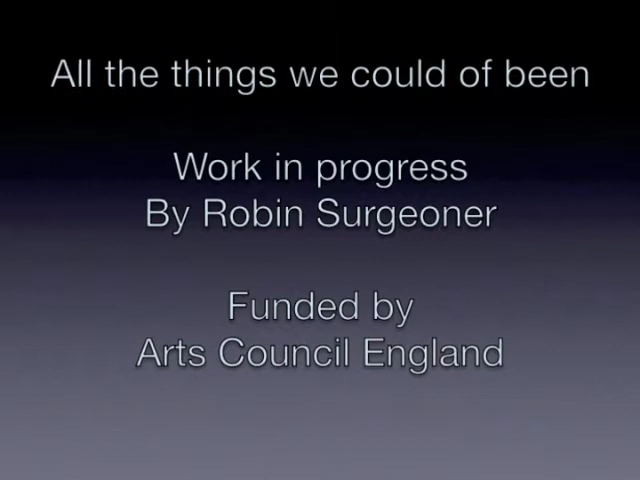 All the things we could of been
Work in progress
By Robin Surgeoner
Funded by
Arts Council England